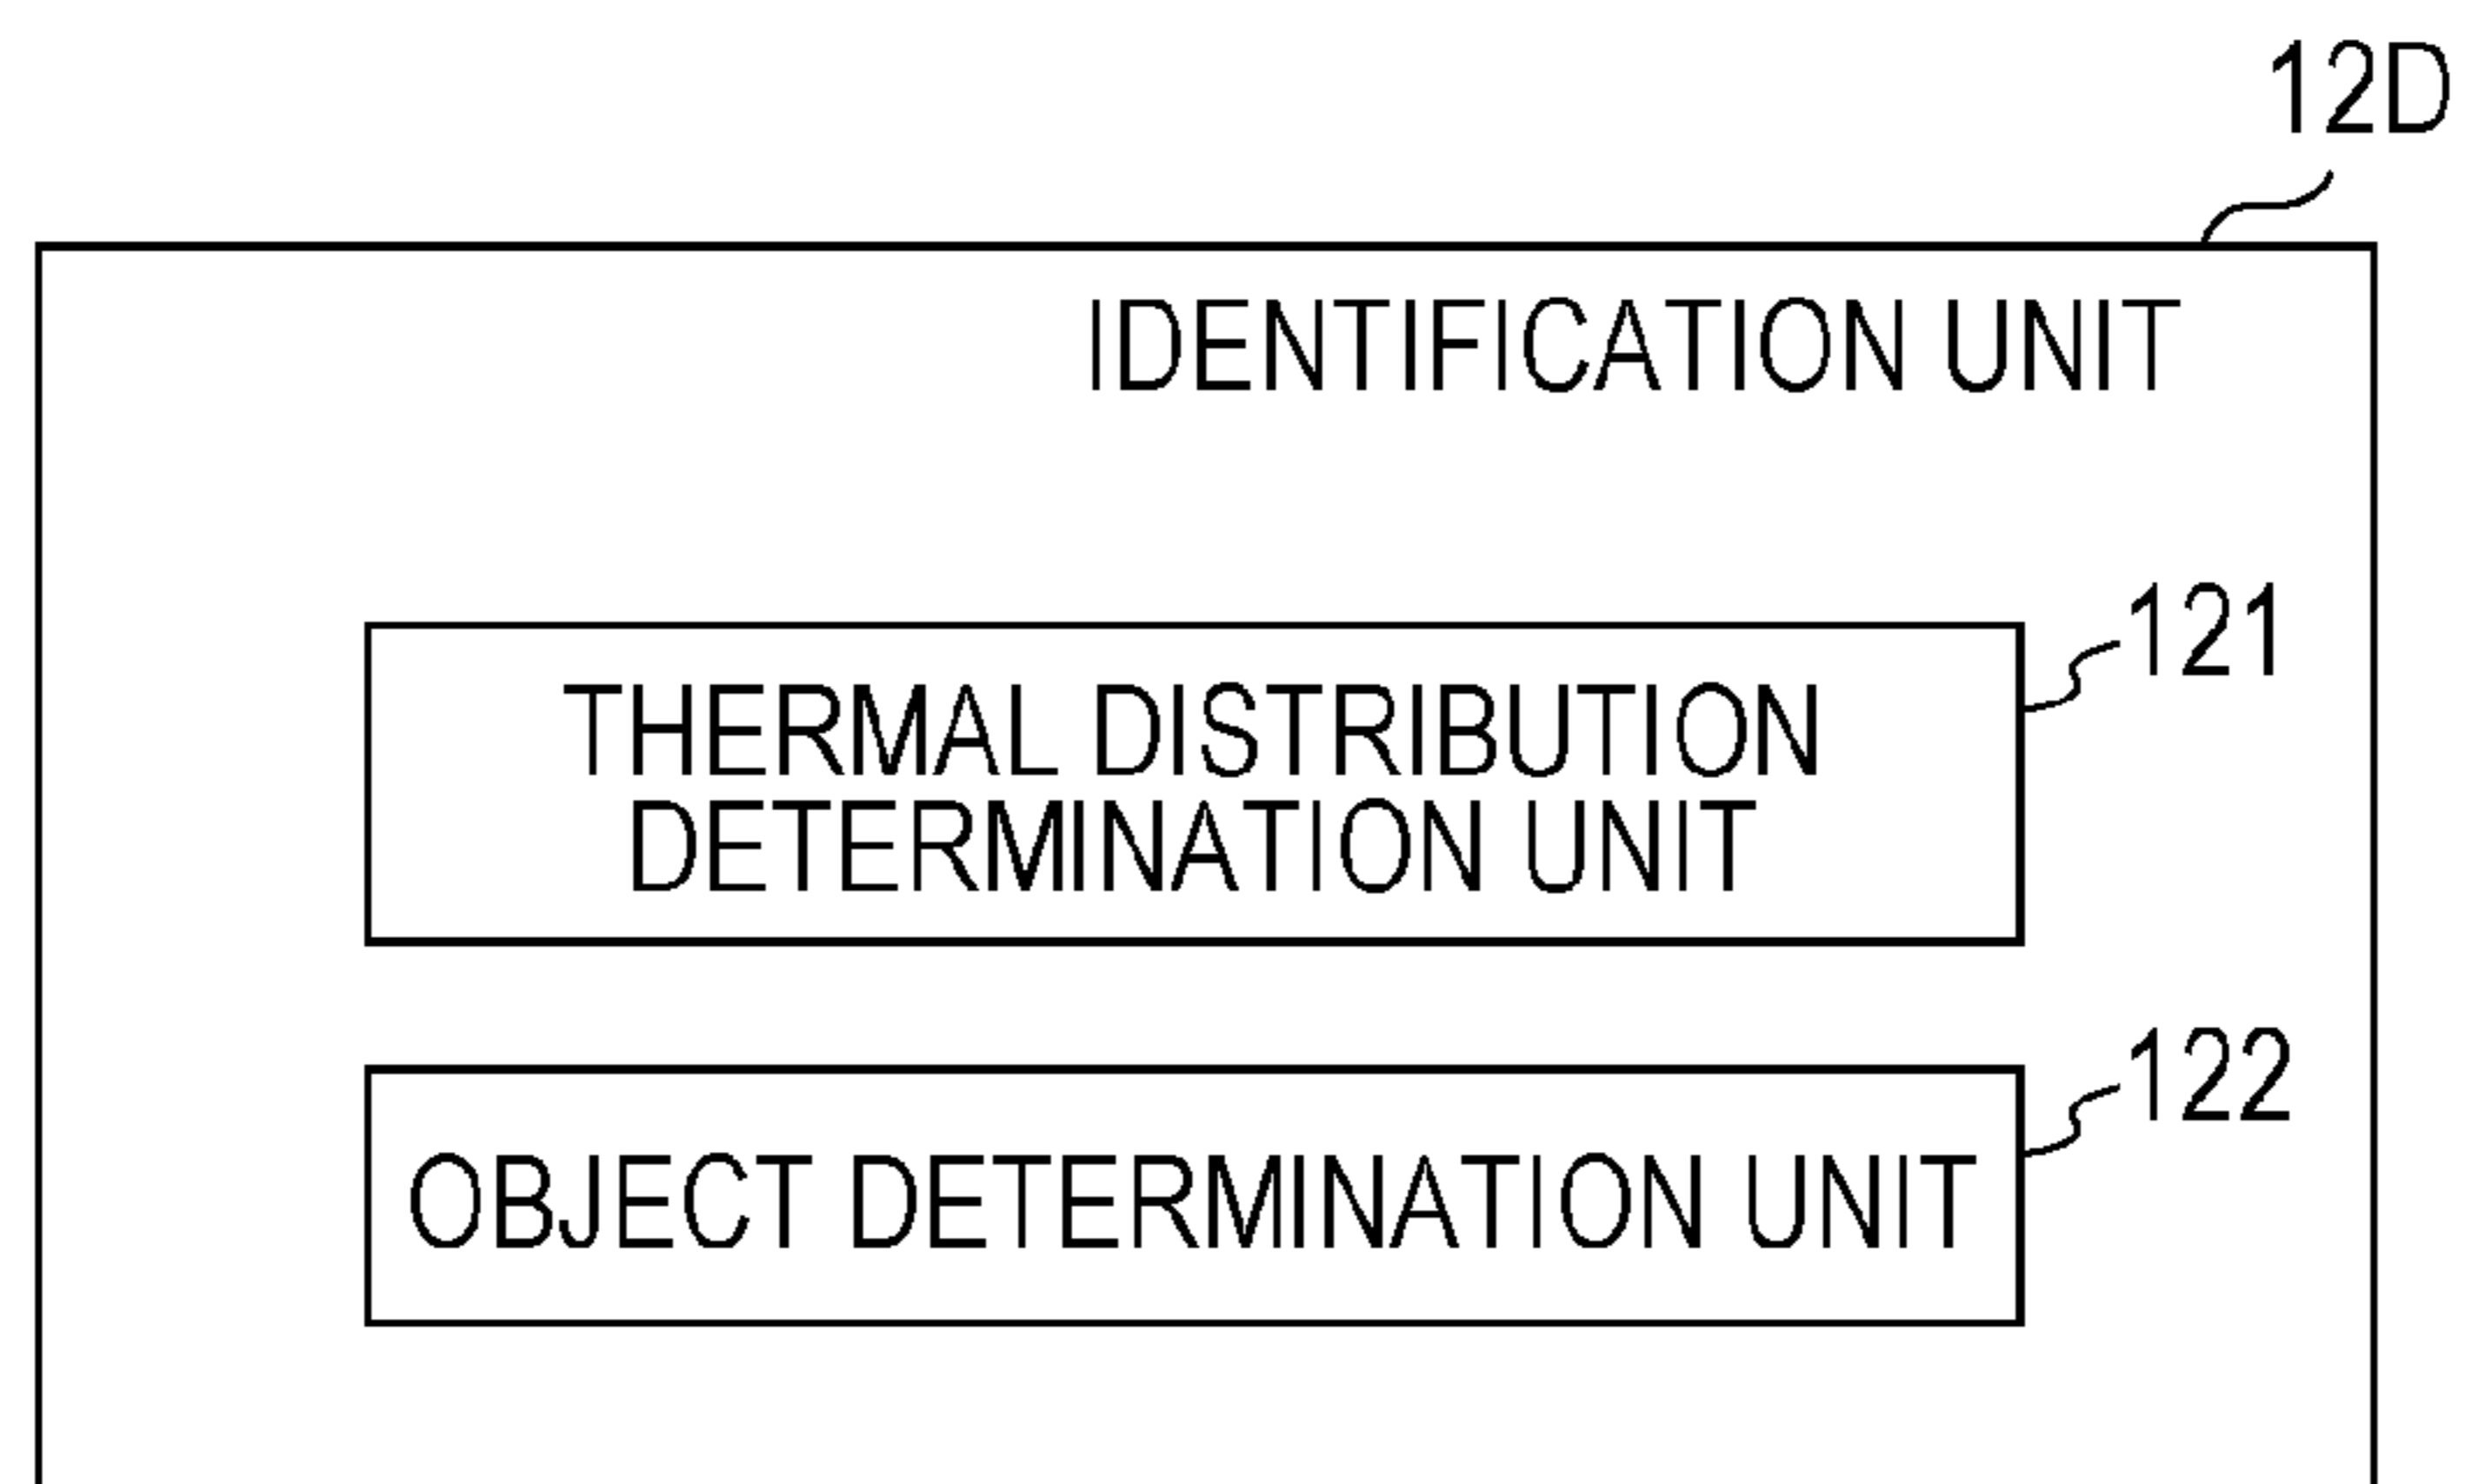 12D
IDENTIFICATION UNIT
121
THERMAL DISTRIBUTION
DETERMINATION UNIT
122
OBJECT DETERMINATION UNIT